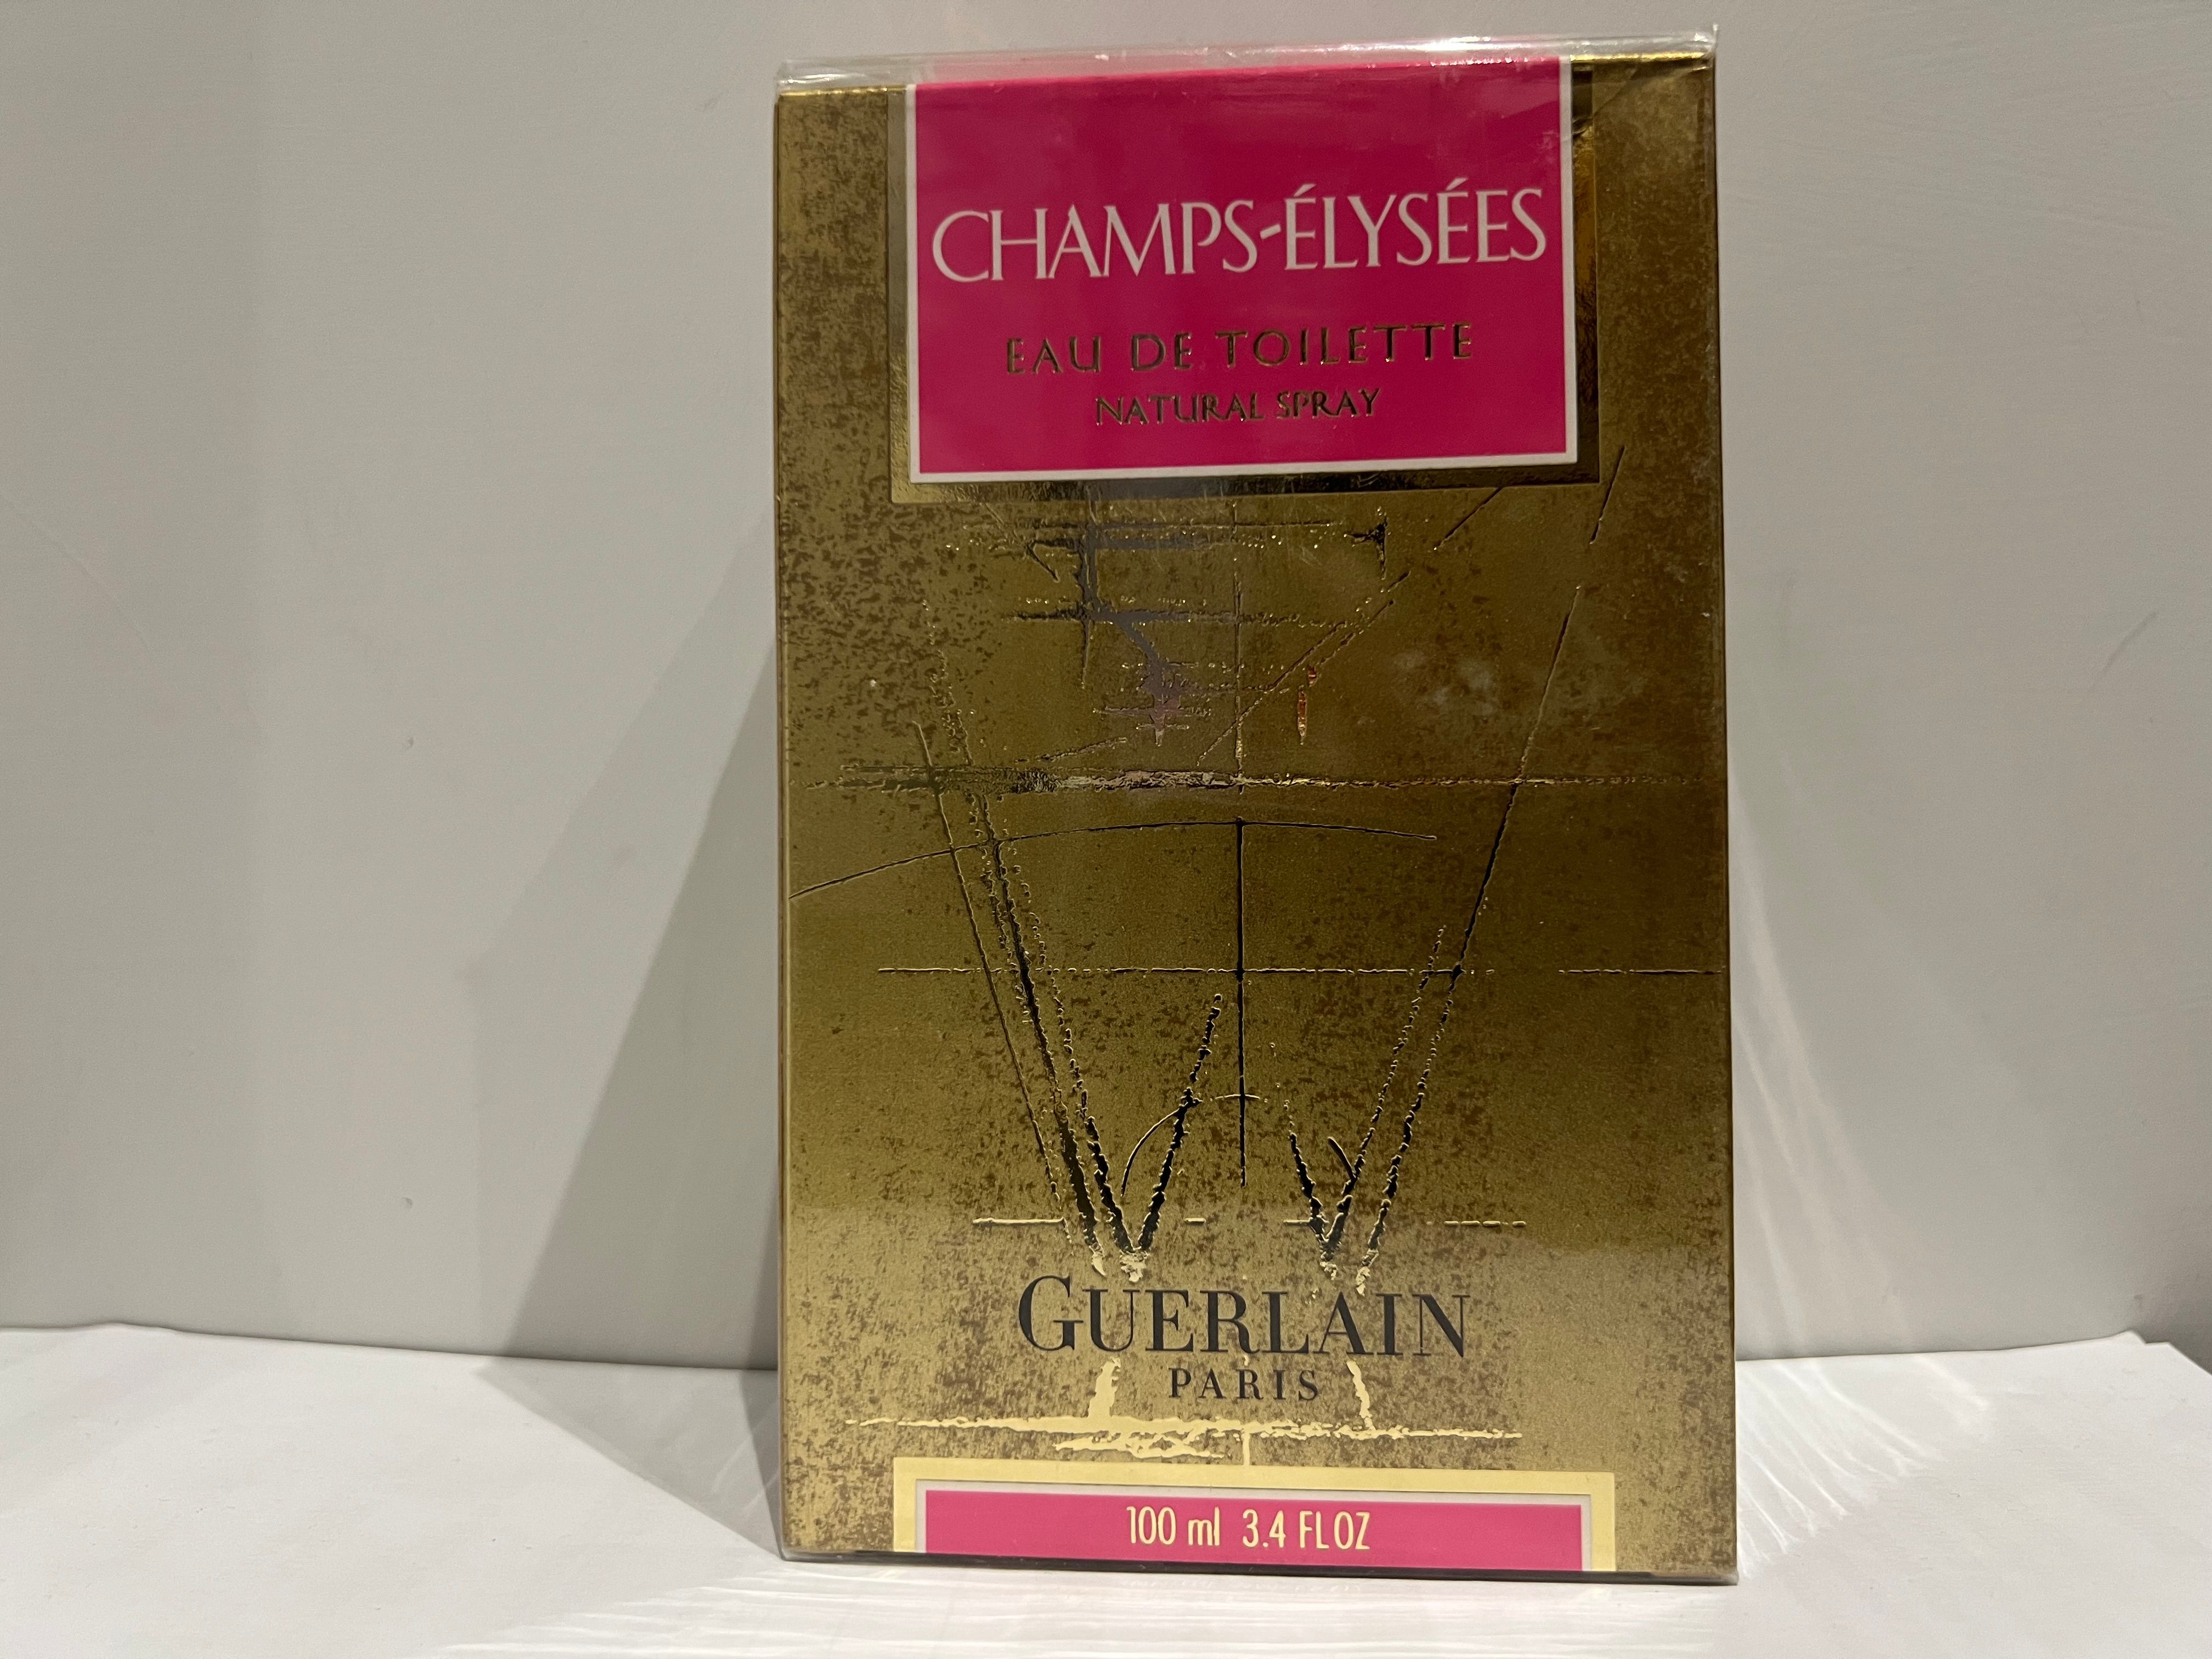 CHAMPS-ÉLYSÉES
EAU DE TOILETTE
NATURAL SPRAY
GUERLAIN
PARIS
100 ml 3.4 FL OZ